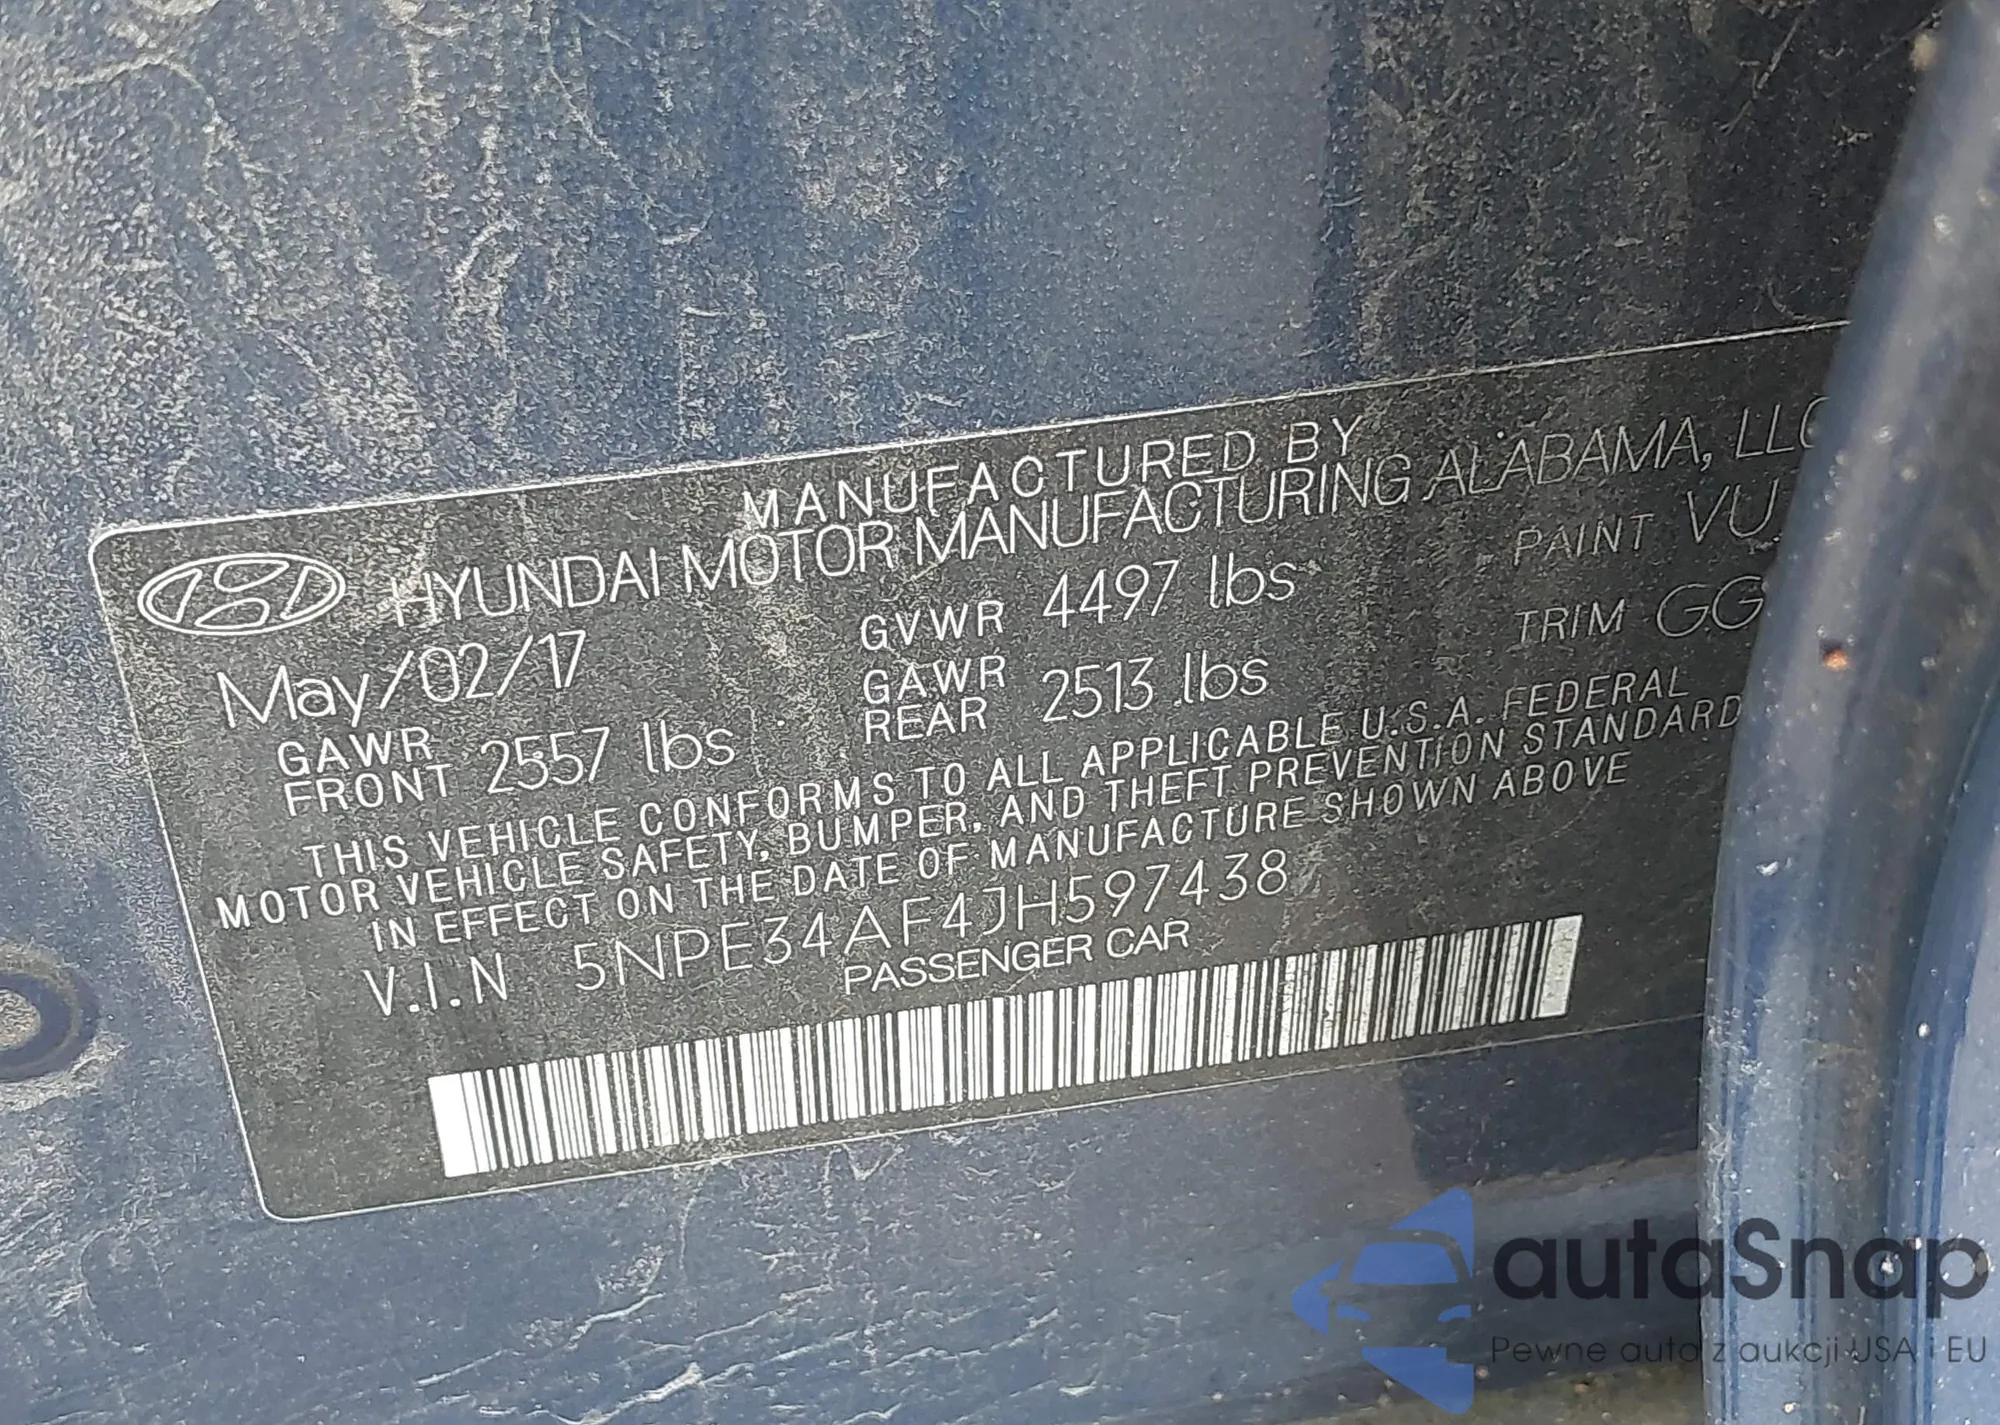 MANUFACTURED BY
HYUNDAI MOTOR MANUFACTURING ALABAMA, LLC
May/02/17
GVWR 4497 lbs
PAINT VU
GAWR FRONT 2557 lbs
GAWR REAR 2513 lbs
TRIM GG
THIS VEHICLE CONFORMS TO ALL APPLICABLE U.S.A. FEDERAL
MOTOR VEHICLE SAFETY, BUMPER, AND THEFT PREVENTION STANDARD
IN EFFECT ON THE DATE OF MANUFACTURE SHOWN ABOVE
V.I.N 5NPE34AF4JH597438
PASSENGER CAR
autaSnap
Pewne auta z aukcji USA i EU